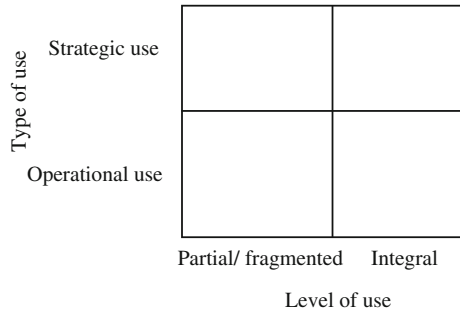 Type of use
Strategic use
Operational use
Partial/ fragmented
Integral
Level of use